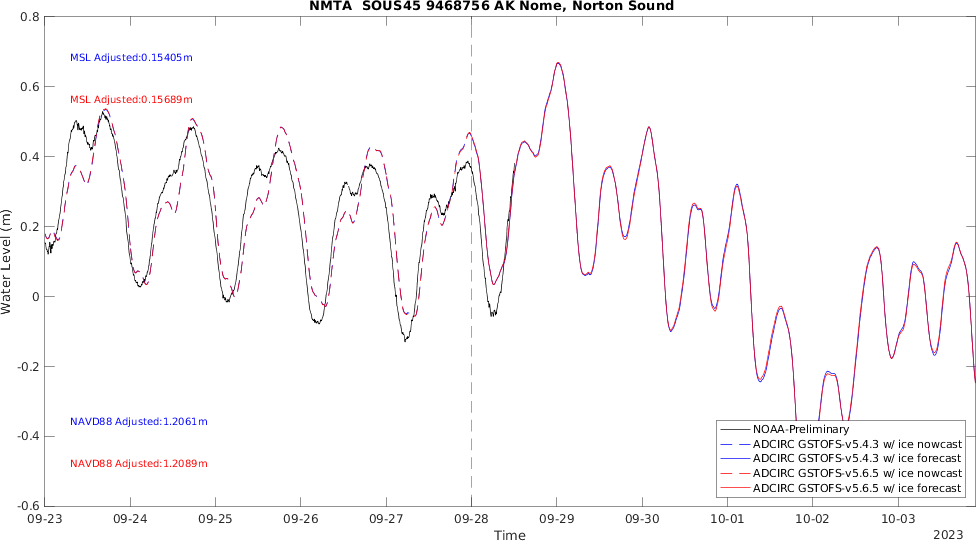 NMTA  SOUS45 9468756 AK Nome, Norton Sound
0.8
0.6
0.4
0.2
0
-0.2
-0.4
-0.6
Water Level (m)
MSL Adjusted:0.15405m
MSL Adjusted:0.15689m
NAVD88 Adjusted:1.2061m
NAVD88 Adjusted:1.2089m
NOAA-Preliminary
ADCIRC GSTOFS-v5.4.3 w/ ice nowcast
ADCIRC GSTOFS-v5.4.3 w/ ice forecast
ADCIRC GSTOFS-v5.6.5 w/ ice nowcast
ADCIRC GSTOFS-v5.6.5 w/ ice forecast
09-23 09-24 09-25 09-26 09-27 09-28 09-29 09-30 10-01 10-02 10-03
Time
2023